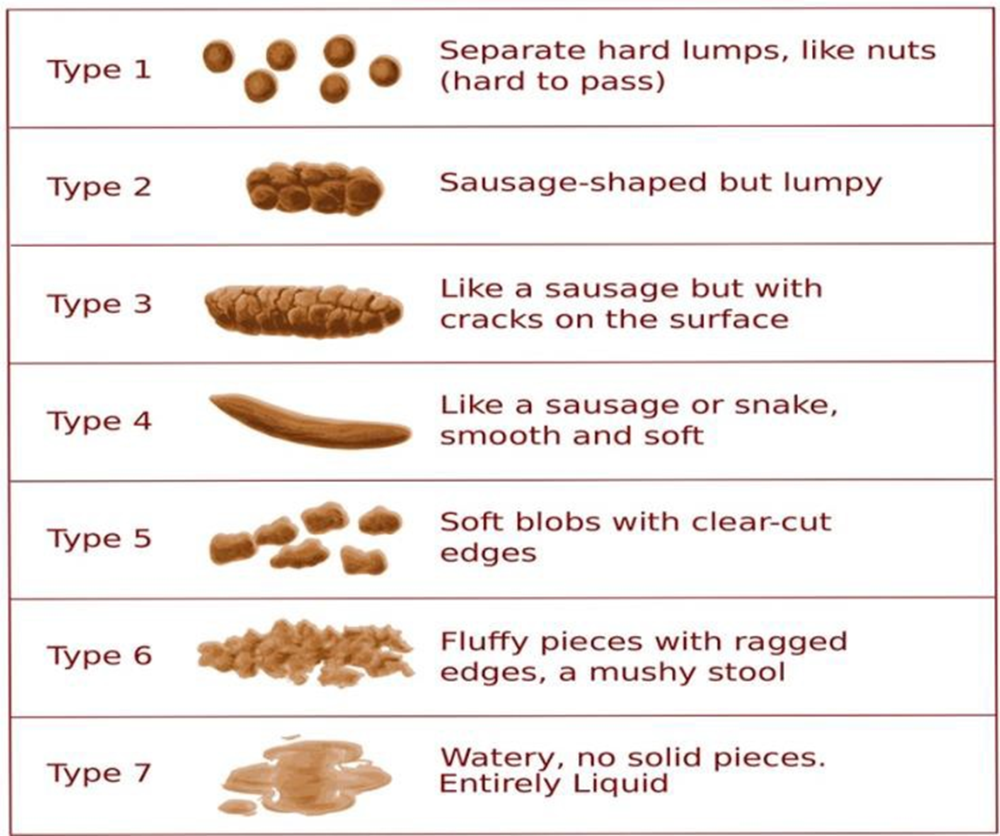 Type 1
Separate hard lumps, like nuts
(hard to pass)
Type 2
Sausage-shaped but lumpy
Type 3
Like a sausage but with
cracks on the surface
Type 4
Like a sausage or snake,
smooth and soft
Type 5
Soft blobs with clear-cut
edges
Type 6
Fluffy pieces with ragged
edges, a mushy stool
Type 7
Watery, no solid pieces.
Entirely Liquid